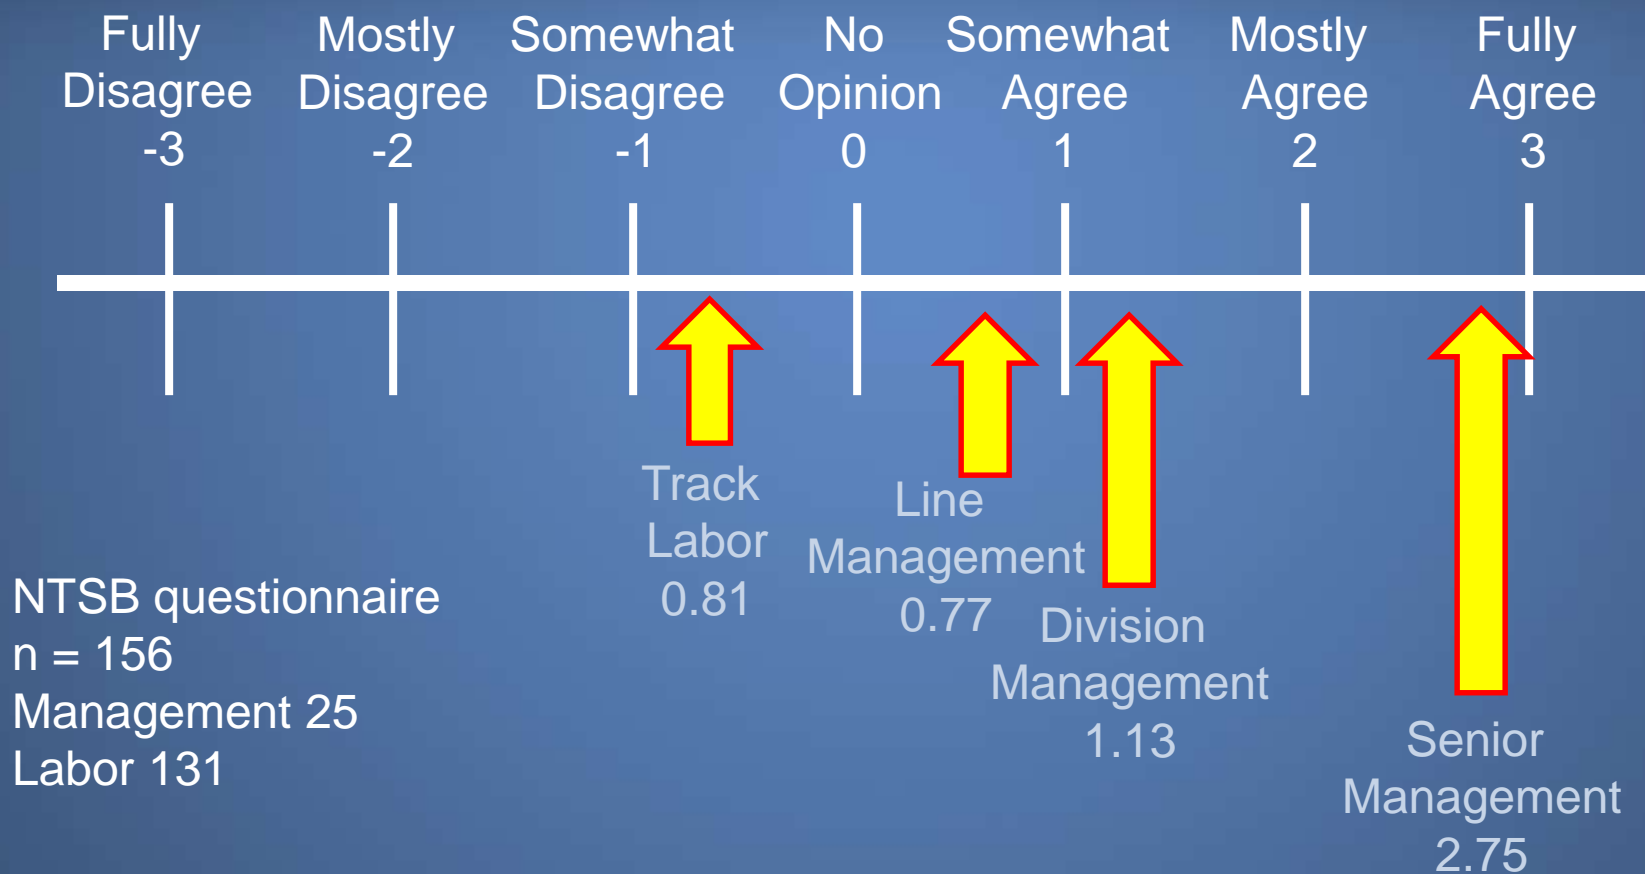 Fully
Disagree
-3
Mostly
Disagree
-2
Somewhat
Disagree
-1
No
Opinion
0
Somewhat
Agree
1
Mostly
Agree
2
Fully
Agree
3
Track
Labor
0.81
Line
Management
0.77
Division
Management
1.13
Senior
Management
2.75
NTSB questionnaire
n = 156
Management 25
Labor 131